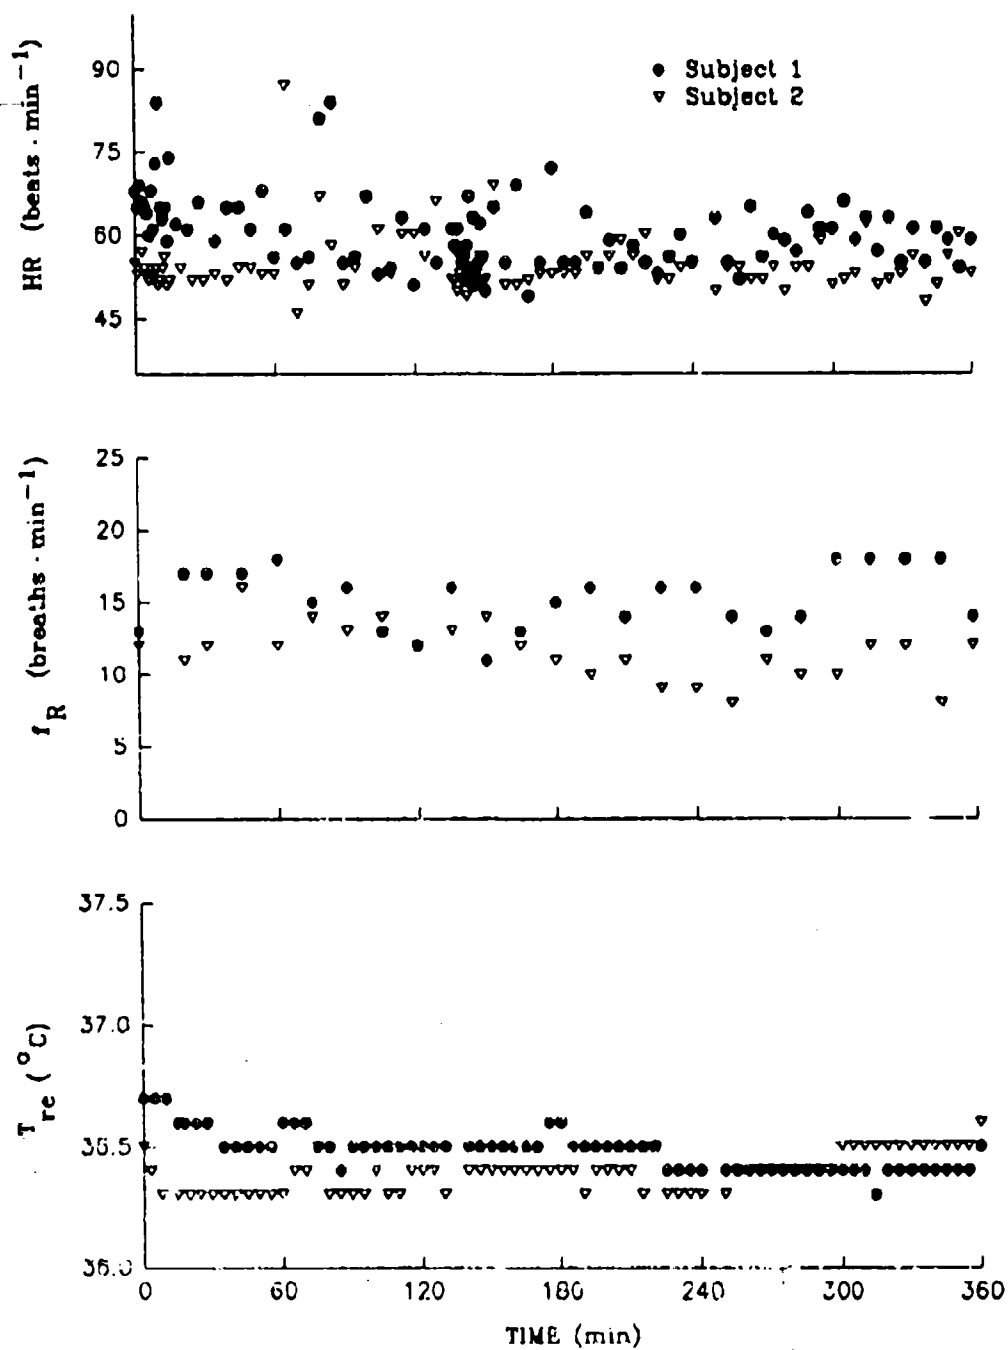 HR (beats · min⁻¹)
90
75
60
45
Subject 1
Subject 2
f_R (breaths · min⁻¹)
25
20
15
10
5
0
T_re (°C)
37.5
37.0
36.5
36.0
0 60 120 180 240 300 360
TIME (min)